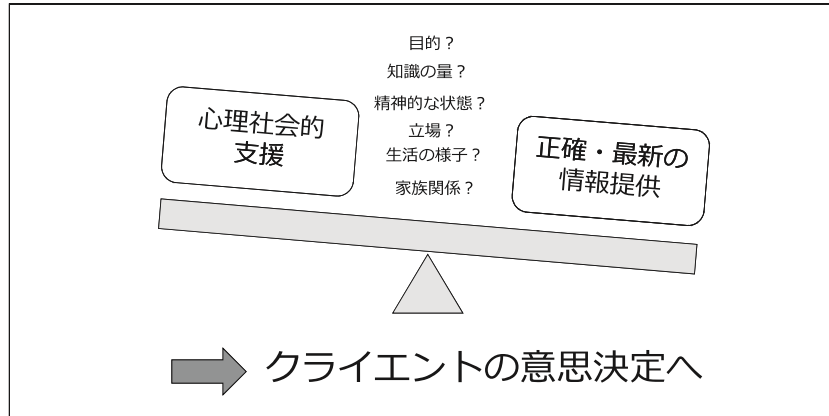 目的？
知識の量？
精神的な状態？
立場？
生活の様子？
家族関係？
心理社会的
支援
正確・最新の
情報提供
クライエントの意思決定へ